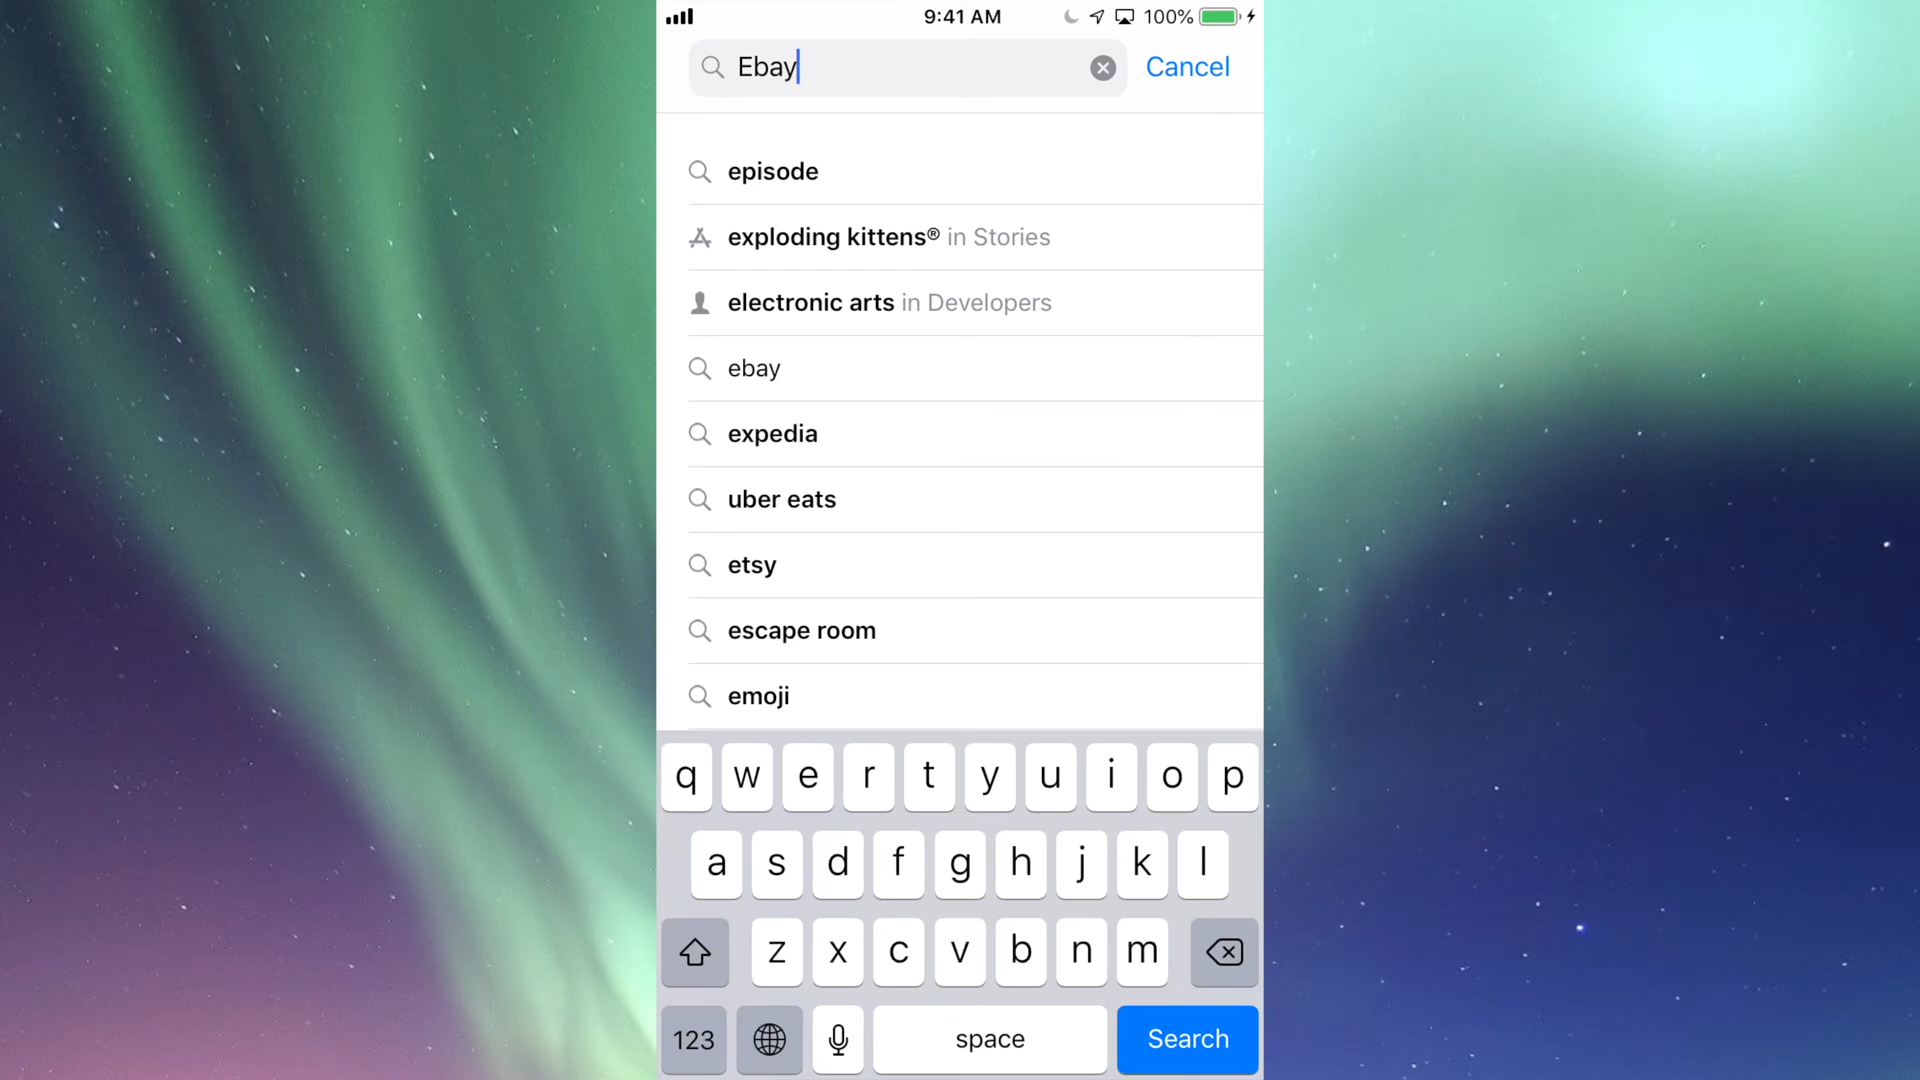 9:41 AM 100%
Ebay Cancel
episode
exploding kittens® in Stories
electronic arts in Developers
ebay
expedia
uber eats
etsy
escape room
emoji
q w e r t y u i o p
a s d f g h j k l
z x c v b n m
123 space Search